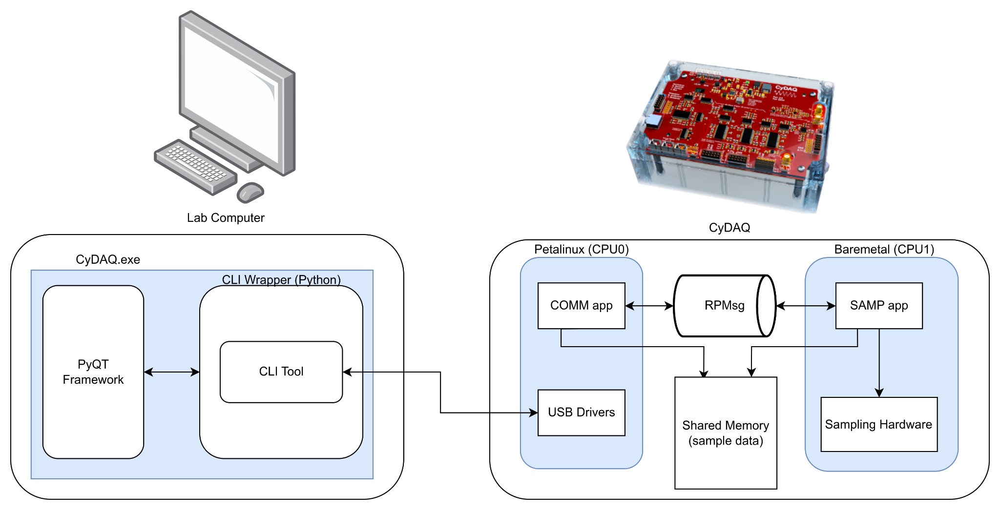 Lab Computer
CyDAQ
CyDAQ
CyDAQ.exe
CLI Wrapper (Python)
PyQT
Framework
CLI Tool
Petalinux (CPU0)
Baremetal (CPU1)
COMM app
RPMsg
SAMP app
USB Drivers
Shared Memory
(sample data)
Sampling Hardware